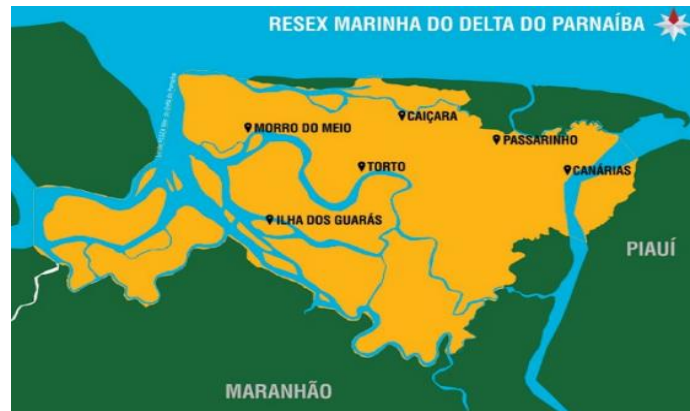 RESEX MARINHA DO DELTA DO PARNAÍBA
CAIÇARA
MORRO DO MEIO
PASSARINHO
TORTO
CANÁRIAS
ILHA DOS GUARÁS
PIAUÍ
MARANHÃO